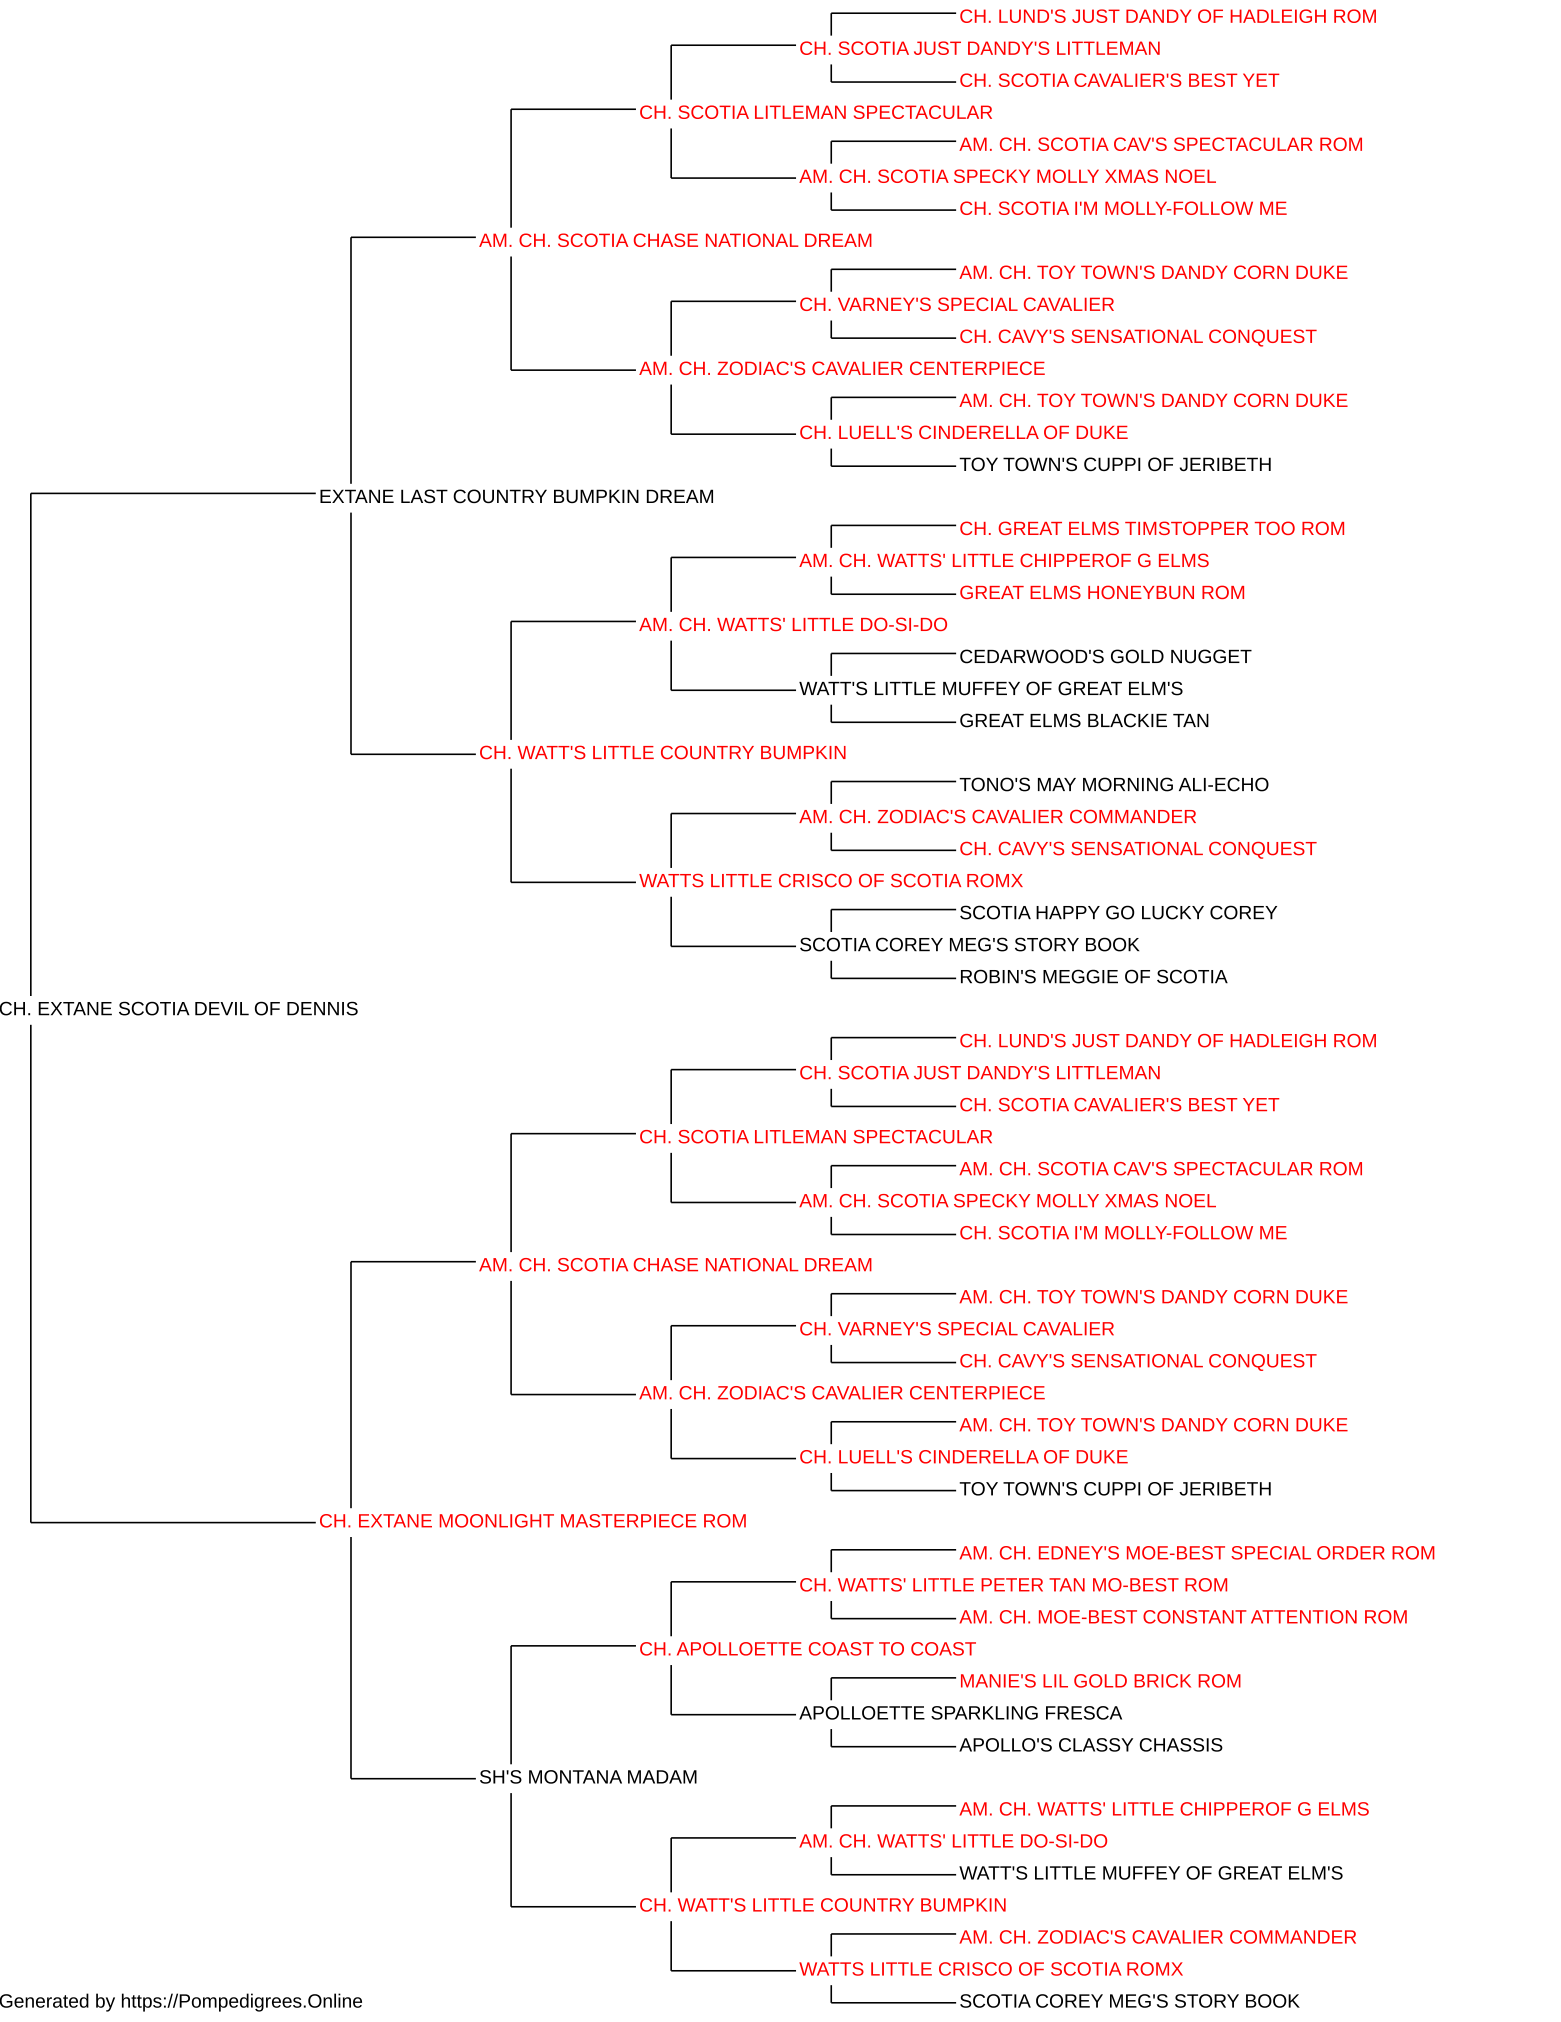 CH. LUND'S JUST DANDY OF HADLEIGH ROM
CH. SCOTIA JUST DANDY'S LITTLEMAN
CH. SCOTIA CAVALIER'S BEST YET
CH. SCOTIA LITLEMAN SPECTACULAR
AM. CH. SCOTIA CAV'S SPECTACULAR ROM
AM. CH. SCOTIA SPECKY MOLLY XMAS NOEL
CH. SCOTIA I'M MOLLY-FOLLOW ME
AM. CH. SCOTIA CHASE NATIONAL DREAM
AM. CH. TOY TOWN'S DANDY CORN DUKE
CH. VARNEY'S SPECIAL CAVALIER
CH. CAVY'S SENSATIONAL CONQUEST
AM. CH. ZODIAC'S CAVALIER CENTERPIECE
AM. CH. TOY TOWN'S DANDY CORN DUKE
CH. LUELL'S CINDERELLA OF DUKE
TOY TOWN'S CUPPI OF JERIBETH
EXTANE LAST COUNTRY BUMPKIN DREAM
CH. GREAT ELMS TIMSTOPPER TOO ROM
AM. CH. WATTS' LITTLE CHIPPEROF G ELMS
GREAT ELMS HONEYBUN ROM
AM. CH. WATTS' LITTLE DO-SI-DO
CEDARWOOD'S GOLD NUGGET
WATT'S LITTLE MUFFEY OF GREAT ELM'S
GREAT ELMS BLACKIE TAN
CH. WATT'S LITTLE COUNTRY BUMPKIN
TONO'S MAY MORNING ALI-ECHO
AM. CH. ZODIAC'S CAVALIER COMMANDER
CH. CAVY'S SENSATIONAL CONQUEST
WATTS LITTLE CRISCO OF SCOTIA ROMX
SCOTIA HAPPY GO LUCKY COREY
SCOTIA COREY MEG'S STORY BOOK
ROBIN'S MEGGIE OF SCOTIA
CH. EXTANE SCOTIA DEVIL OF DENNIS
CH. LUND'S JUST DANDY OF HADLEIGH ROM
CH. SCOTIA JUST DANDY'S LITTLEMAN
CH. SCOTIA CAVALIER'S BEST YET
CH. SCOTIA LITLEMAN SPECTACULAR
AM. CH. SCOTIA CAV'S SPECTACULAR ROM
AM. CH. SCOTIA SPECKY MOLLY XMAS NOEL
CH. SCOTIA I'M MOLLY-FOLLOW ME
AM. CH. SCOTIA CHASE NATIONAL DREAM
AM. CH. TOY TOWN'S DANDY CORN DUKE
CH. VARNEY'S SPECIAL CAVALIER
CH. CAVY'S SENSATIONAL CONQUEST
AM. CH. ZODIAC'S CAVALIER CENTERPIECE
AM. CH. TOY TOWN'S DANDY CORN DUKE
CH. LUELL'S CINDERELLA OF DUKE
TOY TOWN'S CUPPI OF JERIBETH
CH. EXTANE MOONLIGHT MASTERPIECE ROM
AM. CH. EDNEY'S MOE-BEST SPECIAL ORDER ROM
CH. WATTS' LITTLE PETER TAN MO-BEST ROM
AM. CH. MOE-BEST CONSTANT ATTENTION ROM
CH. APOLLOETTE COAST TO COAST
MANIE'S LIL GOLD BRICK ROM
APOLLOETTE SPARKLING FRESCA
APOLLO'S CLASSY CHASSIS
SH'S MONTANA MADAM
AM. CH. WATTS' LITTLE CHIPPEROF G ELMS
AM. CH. WATTS' LITTLE DO-SI-DO
WATT'S LITTLE MUFFEY OF GREAT ELM'S
CH. WATT'S LITTLE COUNTRY BUMPKIN
AM. CH. ZODIAC'S CAVALIER COMMANDER
WATTS LITTLE CRISCO OF SCOTIA ROMX
SCOTIA COREY MEG'S STORY BOOK
Generated by https://Pompedigrees.Online